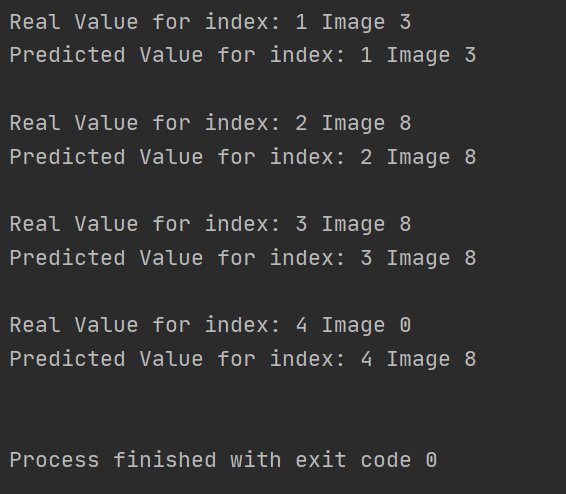 Real Value for index: 1 Image 3
Predicted Value for index: 1 Image 3
Real Value for index: 2 Image 8
Predicted Value for index: 2 Image 8
Real Value for index: 3 Image 8
Predicted Value for index: 3 Image 8
Real Value for index: 4 Image 0
Predicted Value for index: 4 Image 8
Process finished with exit code 0